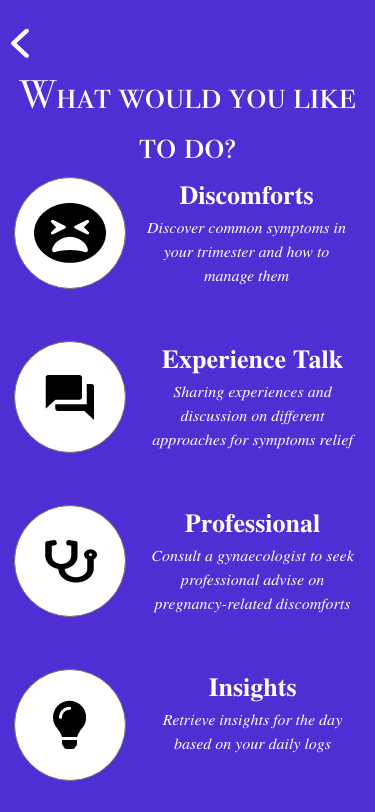 What would you like
to do?
Discomforts
Discover common symptoms in
your trimester and how to
manage them
Experience Talk
Sharing experiences and
discussion on different
approaches for symptoms relief
Professional
Consult a gynaecologist to seek
professional advise on
pregnancy-related discomforts
Insights
Retrieve insights for the day
based on your daily logs